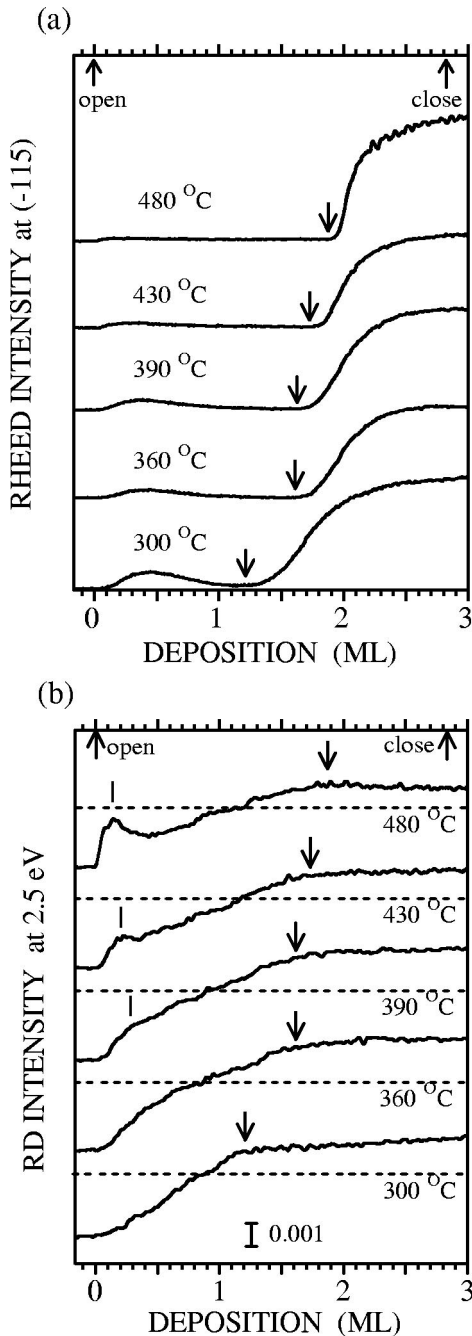 (a)
open
close
480 °C
430 °C
390 °C
360 °C
300 °C
RHEED INTENSITY at (-115)
0 1 2 3
DEPOSITION (ML)
(b)
open
close
480 °C
430 °C
390 °C
360 °C
300 °C
0.001
RD INTENSITY at 2.5 eV
0 1 2 3
DEPOSITION (ML)